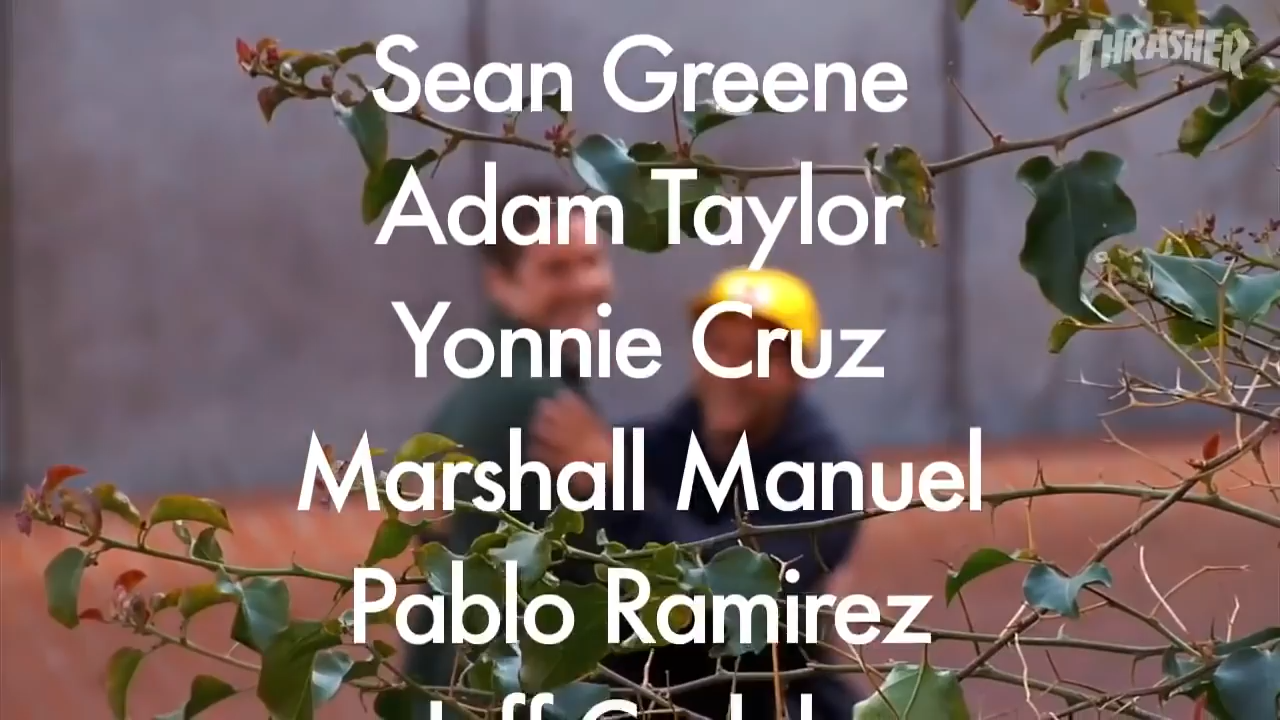 THRASHER
Sean Greene
Adam Taylor
Yonnie Cruz
Marshall Manuel
Pablo Ramirez